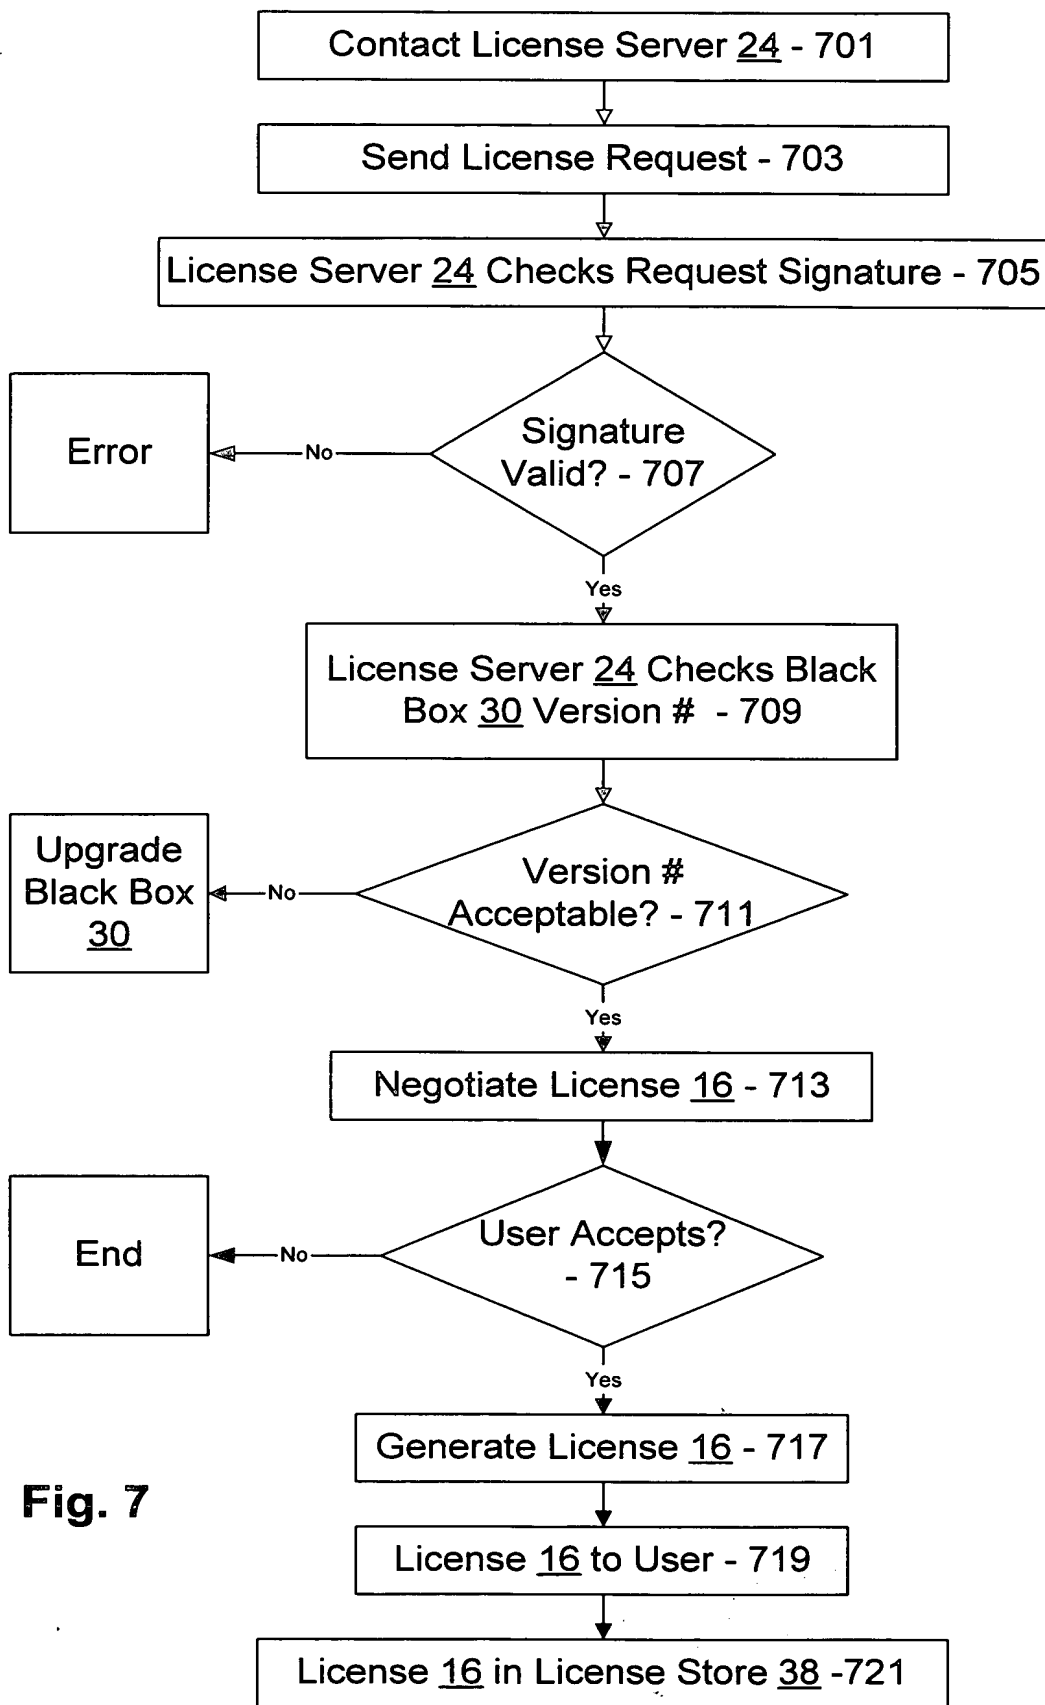 Contact License Server 24 - 701
Send License Request - 703
License Server 24 Checks Request Signature - 705
Signature
Valid? - 707
No
Error
Yes
License Server 24 Checks Black
Box 30 Version # - 709
Version #
Acceptable? - 711
No
Upgrade
Black Box
30
Yes
Negotiate License 16 - 713
User Accepts?
- 715
No
End
Yes
Generate License 16 - 717
Fig. 7
License 16 to User - 719
License 16 in License Store 38 -721